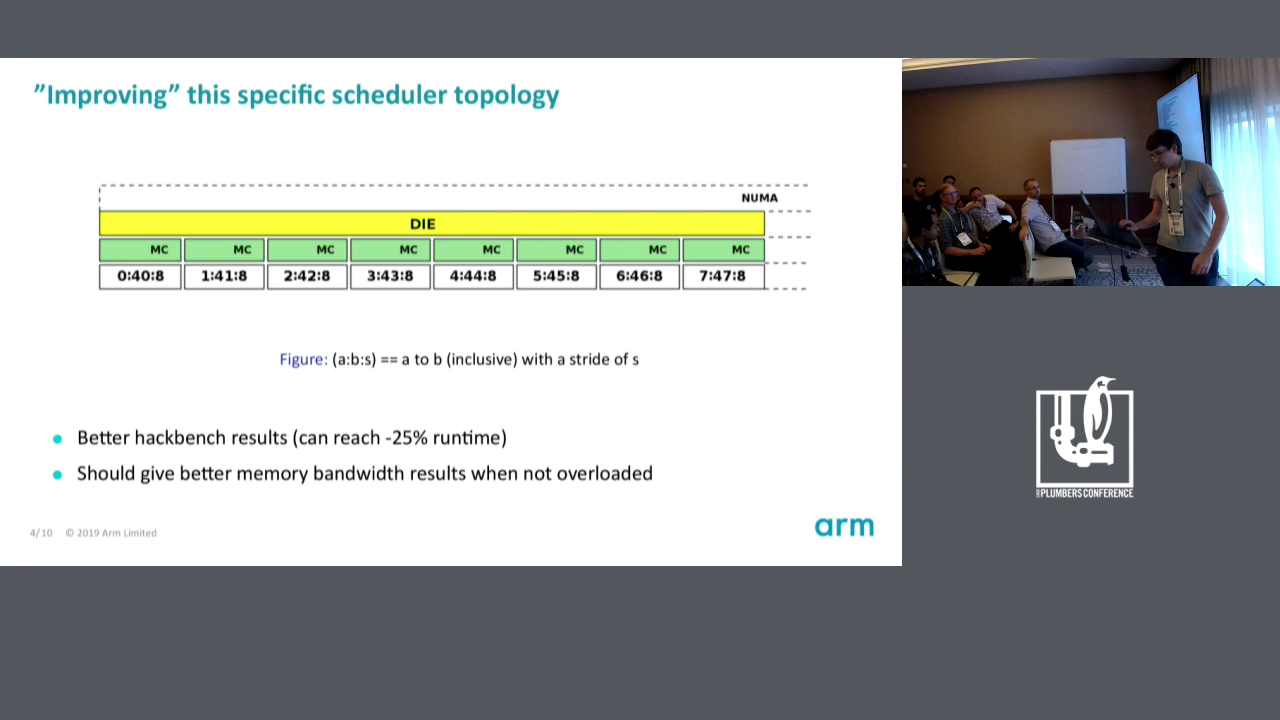 ”Improving” this specific scheduler topology
NUMA
DIE
MC MC MC MC MC MC MC MC
0:40:8 1:41:8 2:42:8 3:43:8 4:44:8 5:45:8 6:46:8 7:47:8
Figure: (a:b:s) == a to b (inclusive) with a stride of s
Better hackbench results (can reach -25% runtime)
Should give better memory bandwidth results when not overloaded
4/10 © 2019 Arm Limited
arm
PLUMBERS CONFERENCE